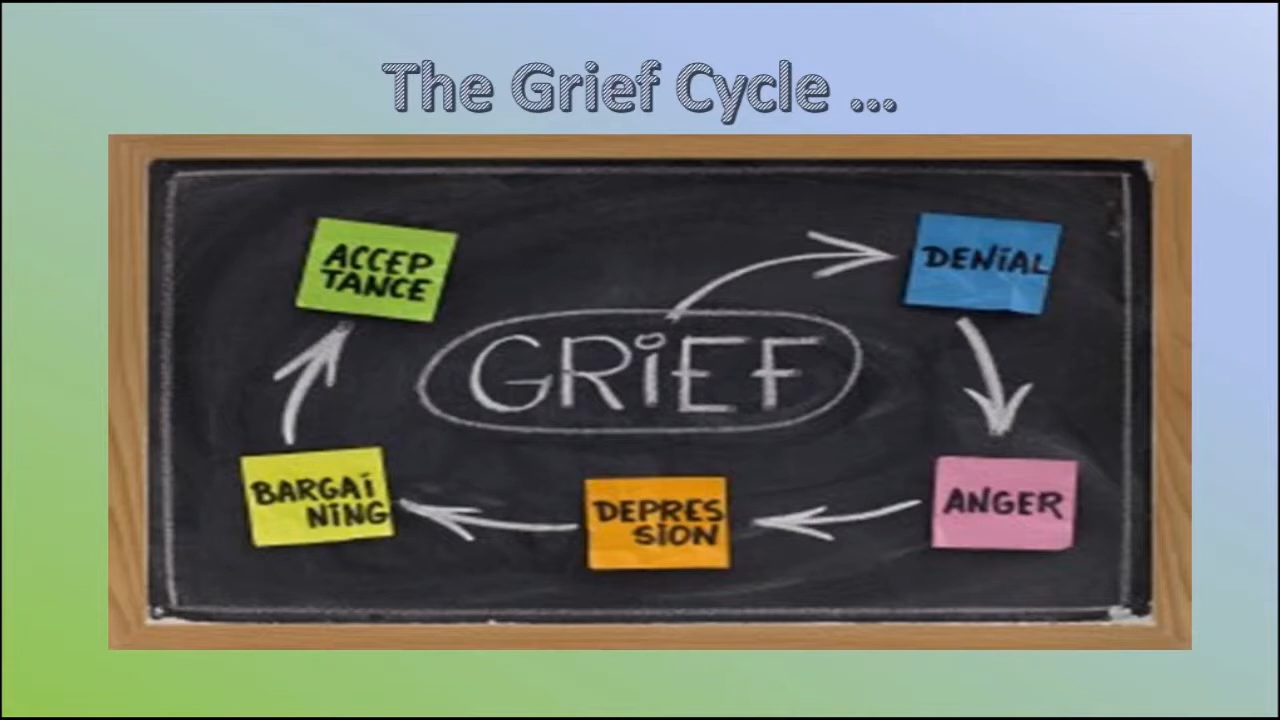 The Grief Cycle ...
ACCEP
TANCE
DENiAL
GRiEF
BARGAi
NiNG
DEPRES
SiON
ANGER